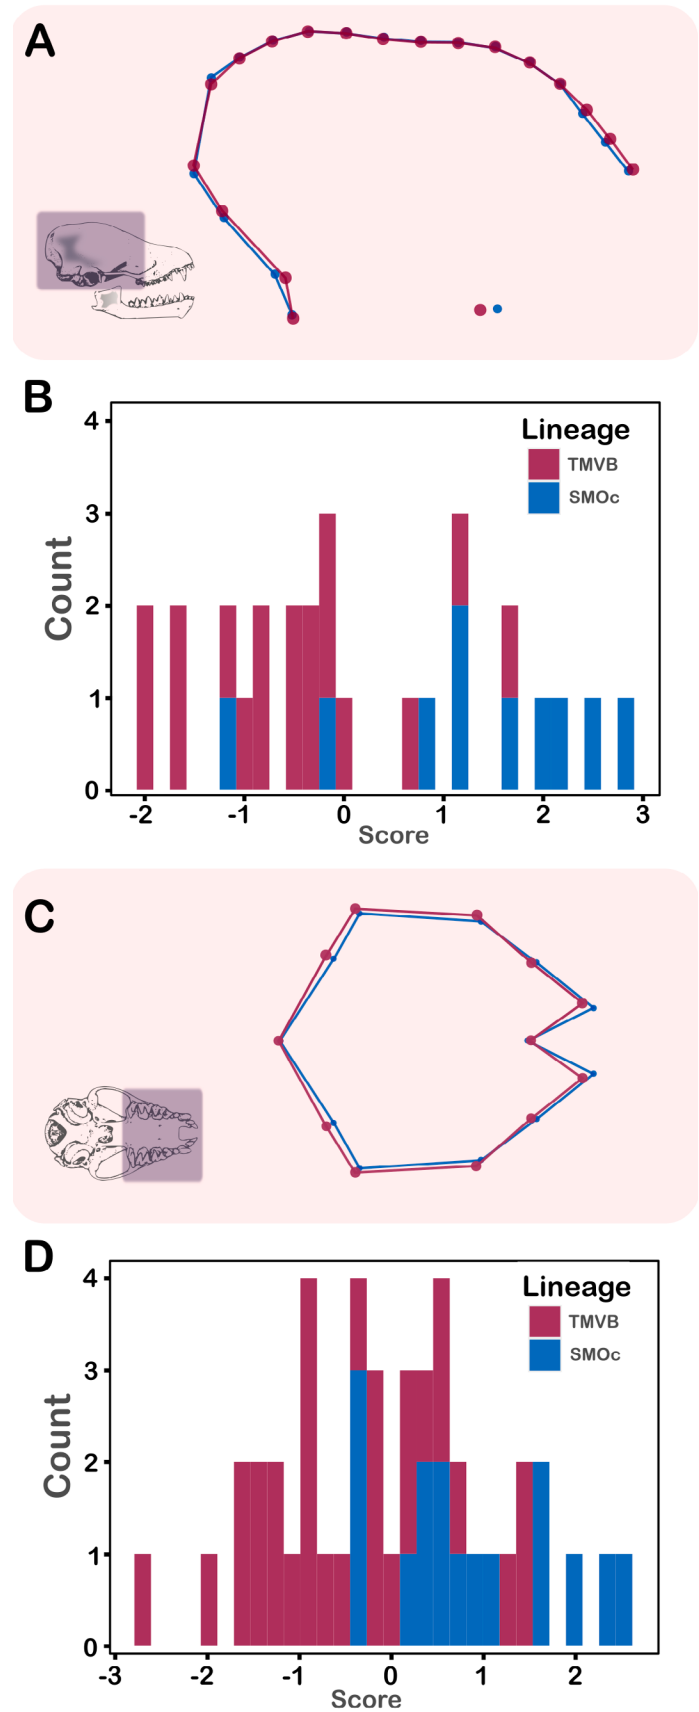 A
B
Lineage
TMVB
SMOc
4
3
2
1
0
Count
-2 -1 0 1 2 3
Score
C
D
Lineage
TMVB
SMOc
4
3
2
1
0
Count
-3 -2 -1 0 1 2
Score